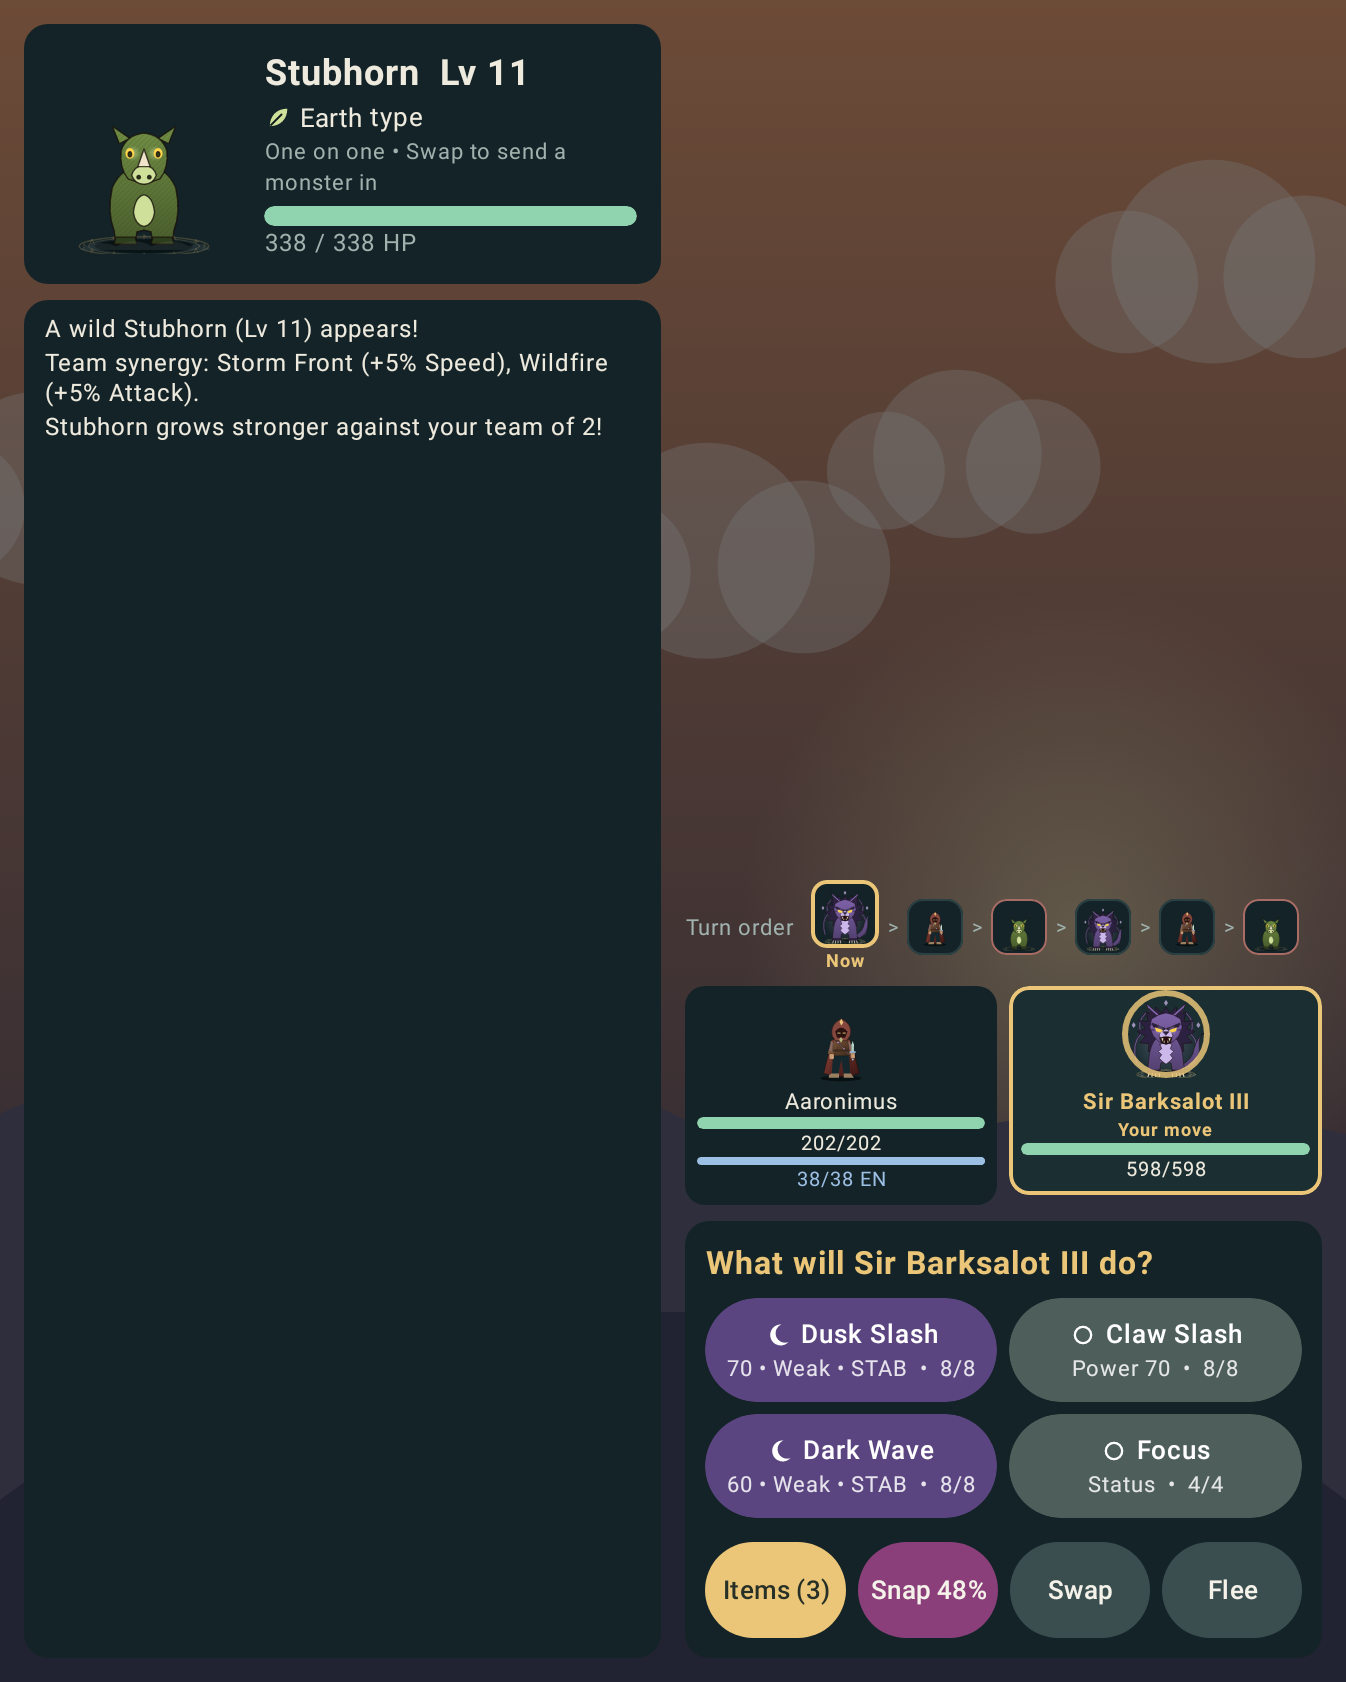 Stubhorn Lv 11
Earth type
One on one • Swap to send a
monster in
338 / 338 HP
A wild Stubhorn (Lv 11) appears!
Team synergy: Storm Front (+5% Speed), Wildfire
(+5% Attack).
Stubhorn grows stronger against your team of 2!
Turn order > > > > >
Now
Aaronimus
202/202
38/38 EN
Sir Barksalot III
Your move
598/598
What will Sir Barksalot III do?
Dusk Slash
70 • Weak • STAB • 8/8
Claw Slash
Power 70 • 8/8
Dark Wave
60 • Weak • STAB • 8/8
Focus
Status • 4/4
Items (3)
Snap 48%
Swap
Flee